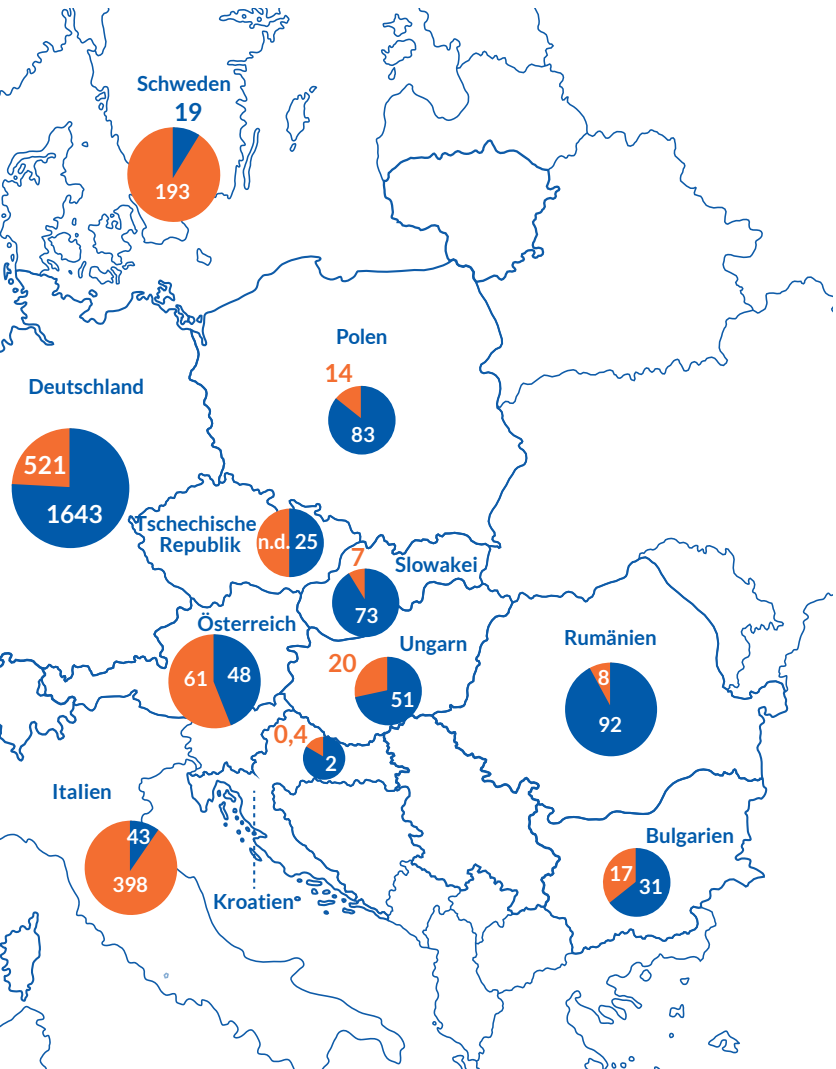 Schweden
19
193
Polen
14
83
Deutschland
521
1643
Tschechische
Republik
n.d. 25
7
Slowakei
73
Österreich
61 48
Ungarn
20
51
Rumänien
8
92
0,4
2
Italien
43
398
Kroatien
Bulgarien
17 31